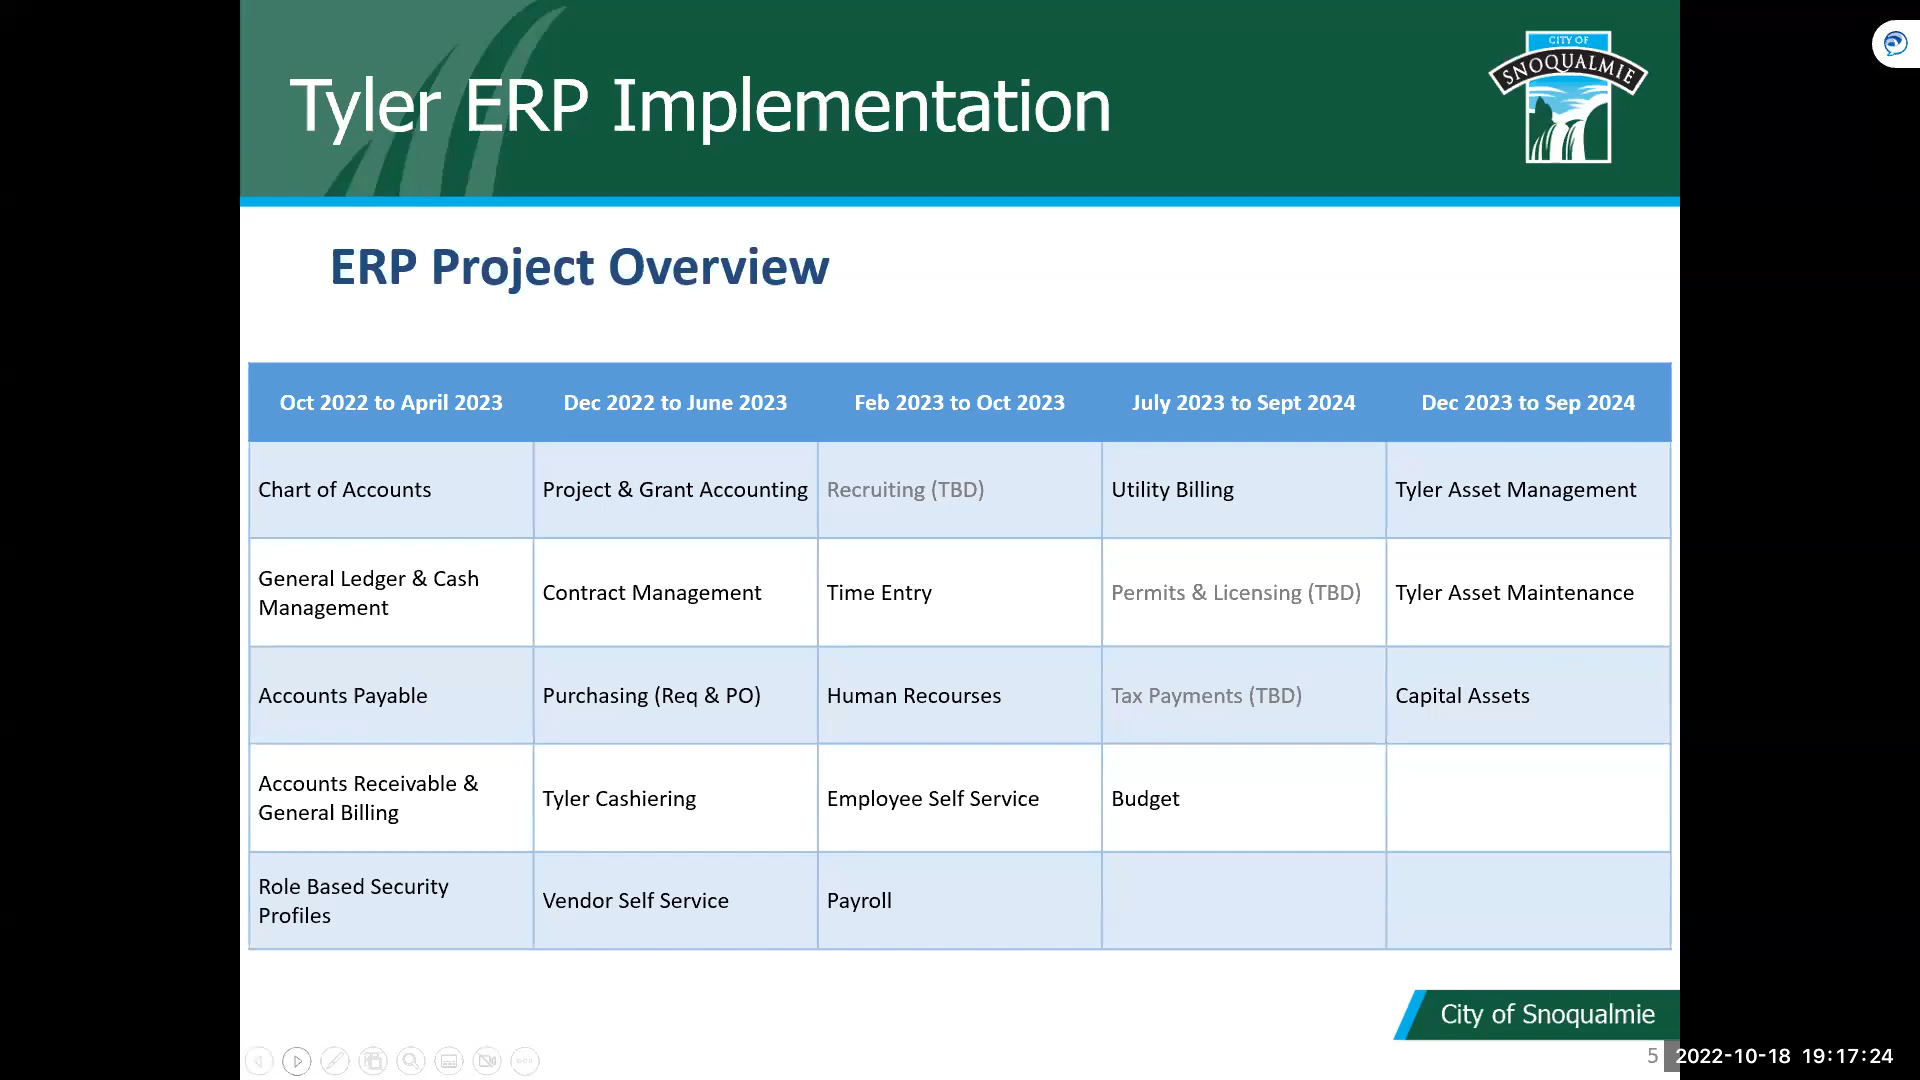 Tyler ERP Implementation
CITY OF
SNOQUALMIE
ERP Project Overview
Oct 2022 to April 2023
Dec 2022 to June 2023
Feb 2023 to Oct 2023
July 2023 to Sept 2024
Dec 2023 to Sep 2024
Chart of Accounts
Project & Grant Accounting
Recruiting (TBD)
Utility Billing
Tyler Asset Management
General Ledger & Cash
Management
Contract Management
Time Entry
Permits & Licensing (TBD)
Tyler Asset Maintenance
Accounts Payable
Purchasing (Req & PO)
Human Recourses
Tax Payments (TBD)
Capital Assets
Accounts Receivable &
General Billing
Tyler Cashiering
Employee Self Service
Budget
Role Based Security
Profiles
Vendor Self Service
Payroll
City of Snoqualmie
5
2022-10-18 19:17:24